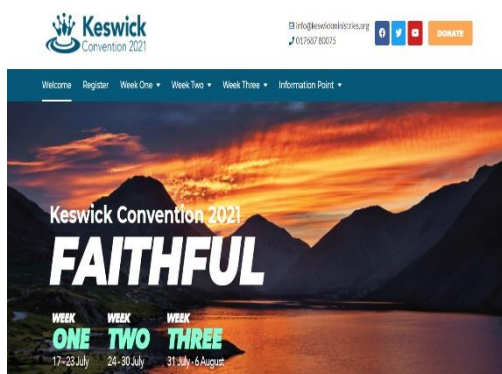 Keswick
Convention 2021
info@keswickministries.org
017687 80075
DONATE
Welcome Register Week One Week Two Week Three Information Point
Keswick Convention 2021
FAITHFUL
WEEK WEEK WEEK
ONE TWO THREE
17-23 July 24-30 July 31 July-6 August